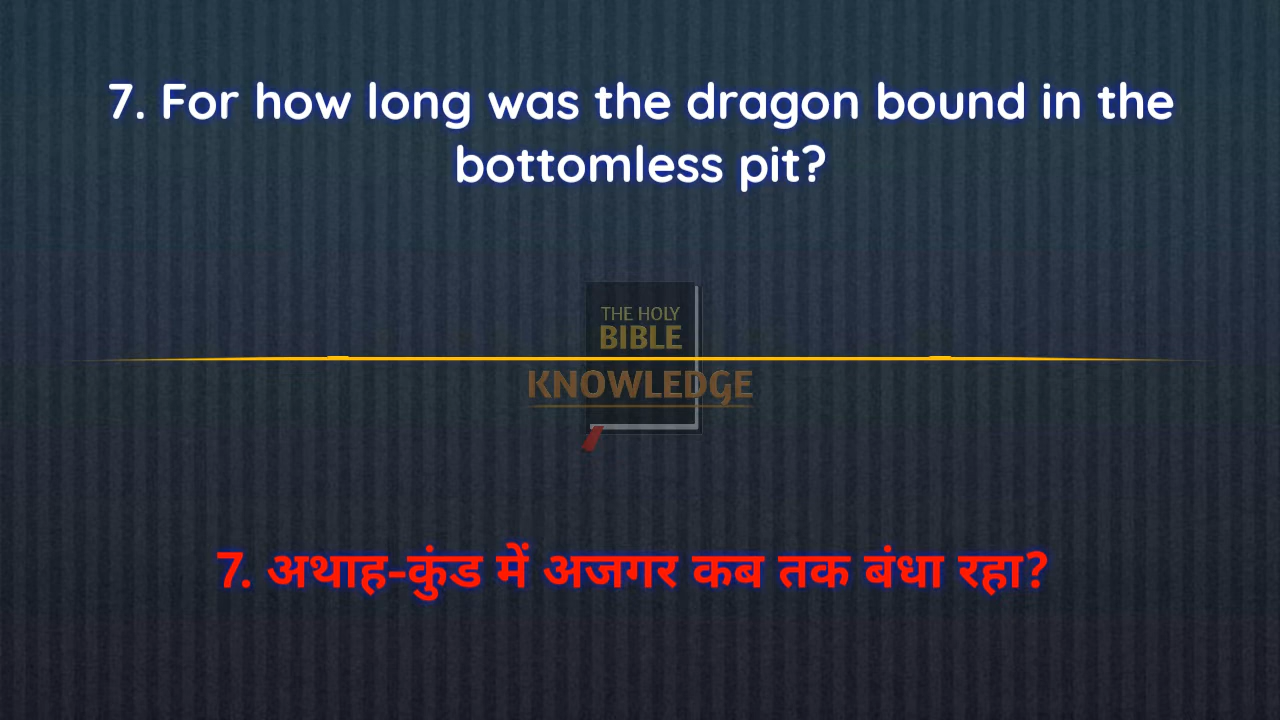 7. For how long was the dragon bound in the
bottomless pit?
THE HOLY
BIBLE
KNOWLEDGE
7. अथाह-कुंड में अजगर कब तक बंधा रहा?